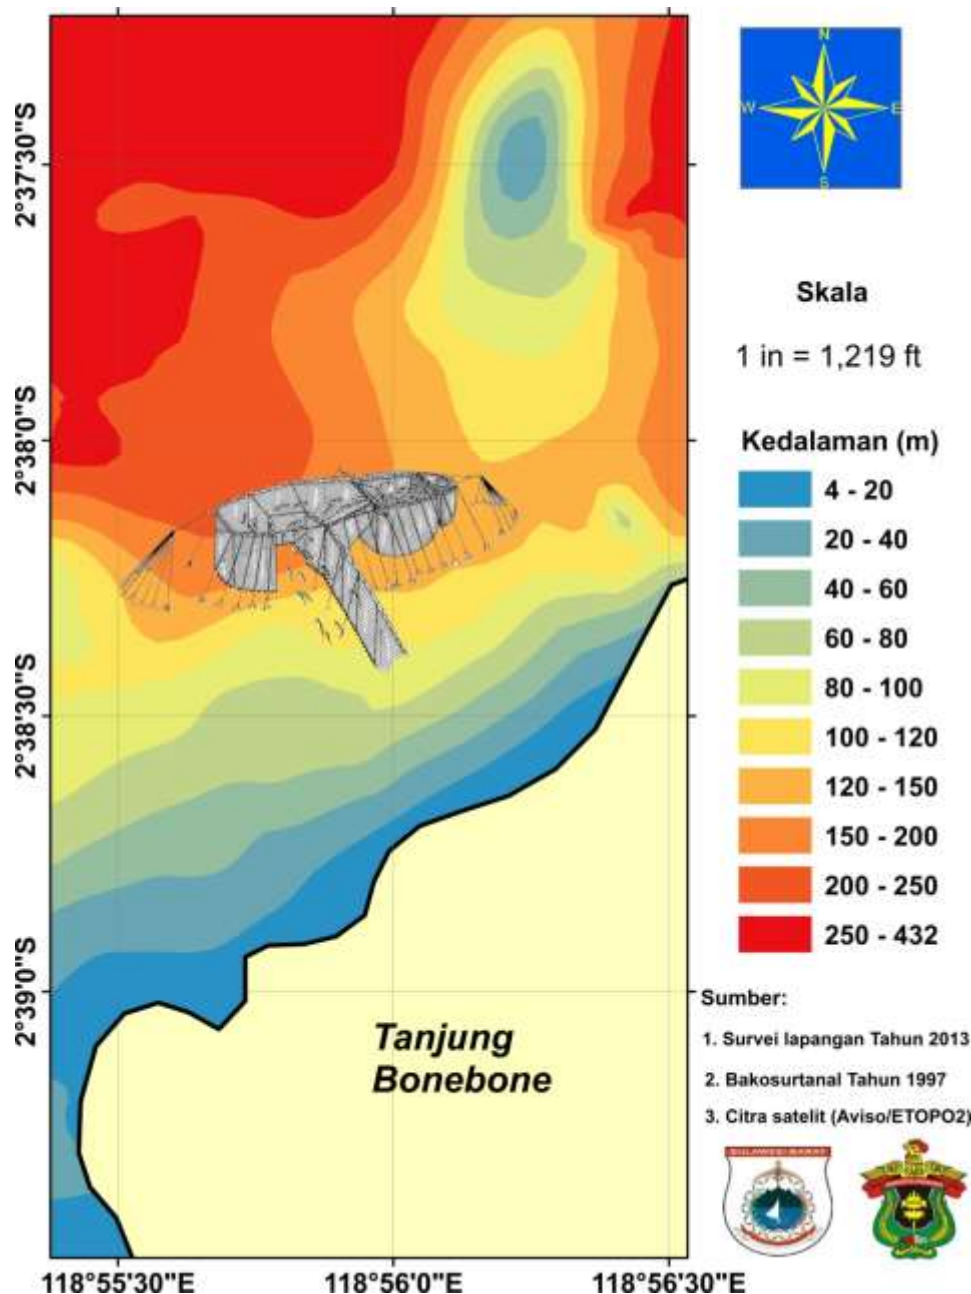 2°37'30"S
2°38'0"S
2°38'30"S
2°39'0"S
118°55'30"E
118°56'0"E
118°56'30"E
Tanjung
Bonebone
N
W
E
S
Skala
1 in = 1,219 ft
Kedalaman (m)
4 - 20
20 - 40
40 - 60
60 - 80
80 - 100
100 - 120
120 - 150
150 - 200
200 - 250
250 - 432
Sumber:
1. Survei lapangan Tahun 2013
2. Bakosurtanal Tahun 1997
3. Citra satelit (Aviso/ETOPO2)
SULAWESI BARAT